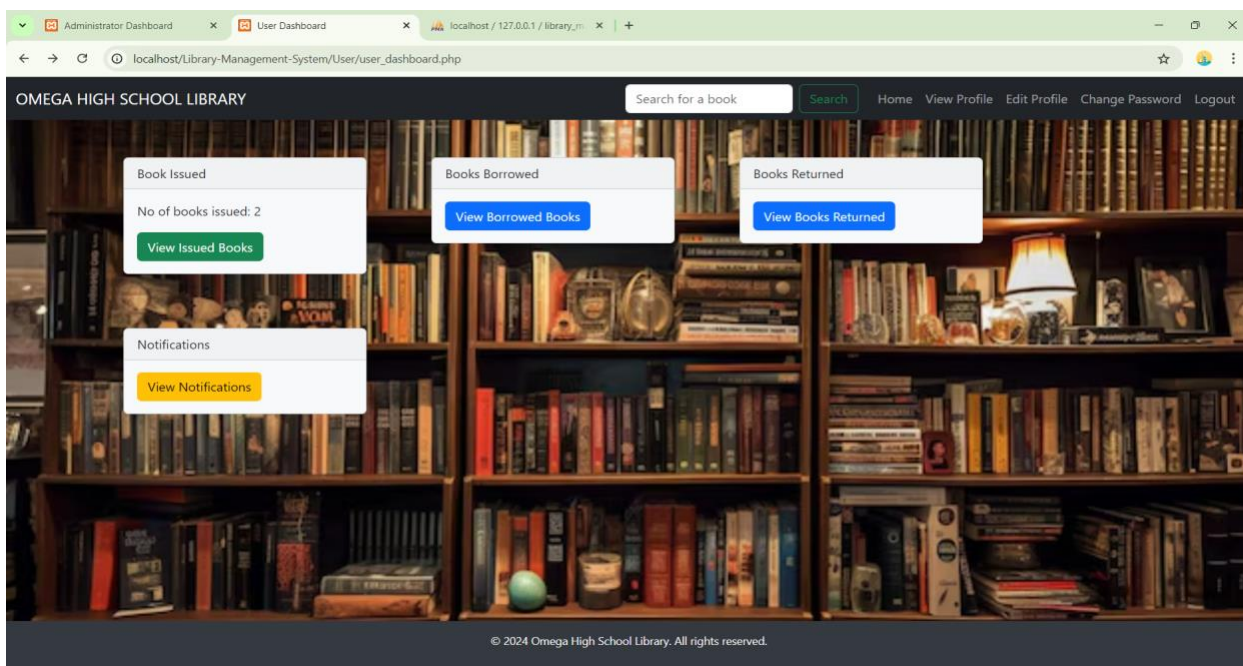 Administrator Dashboard
User Dashboard
localhost / 127.0.0.1 / library_m
localhost/Library-Management-System/User/user_dashboard.php
OMEGA HIGH SCHOOL LIBRARY
Search for a book
Search
Home
View Profile
Edit Profile
Change Password
Logout
Book Issued
No of books issued: 2
View Issued Books
Books Borrowed
View Borrowed Books
Books Returned
View Books Returned
Notifications
View Notifications
© 2024 Omega High School Library. All rights reserved.